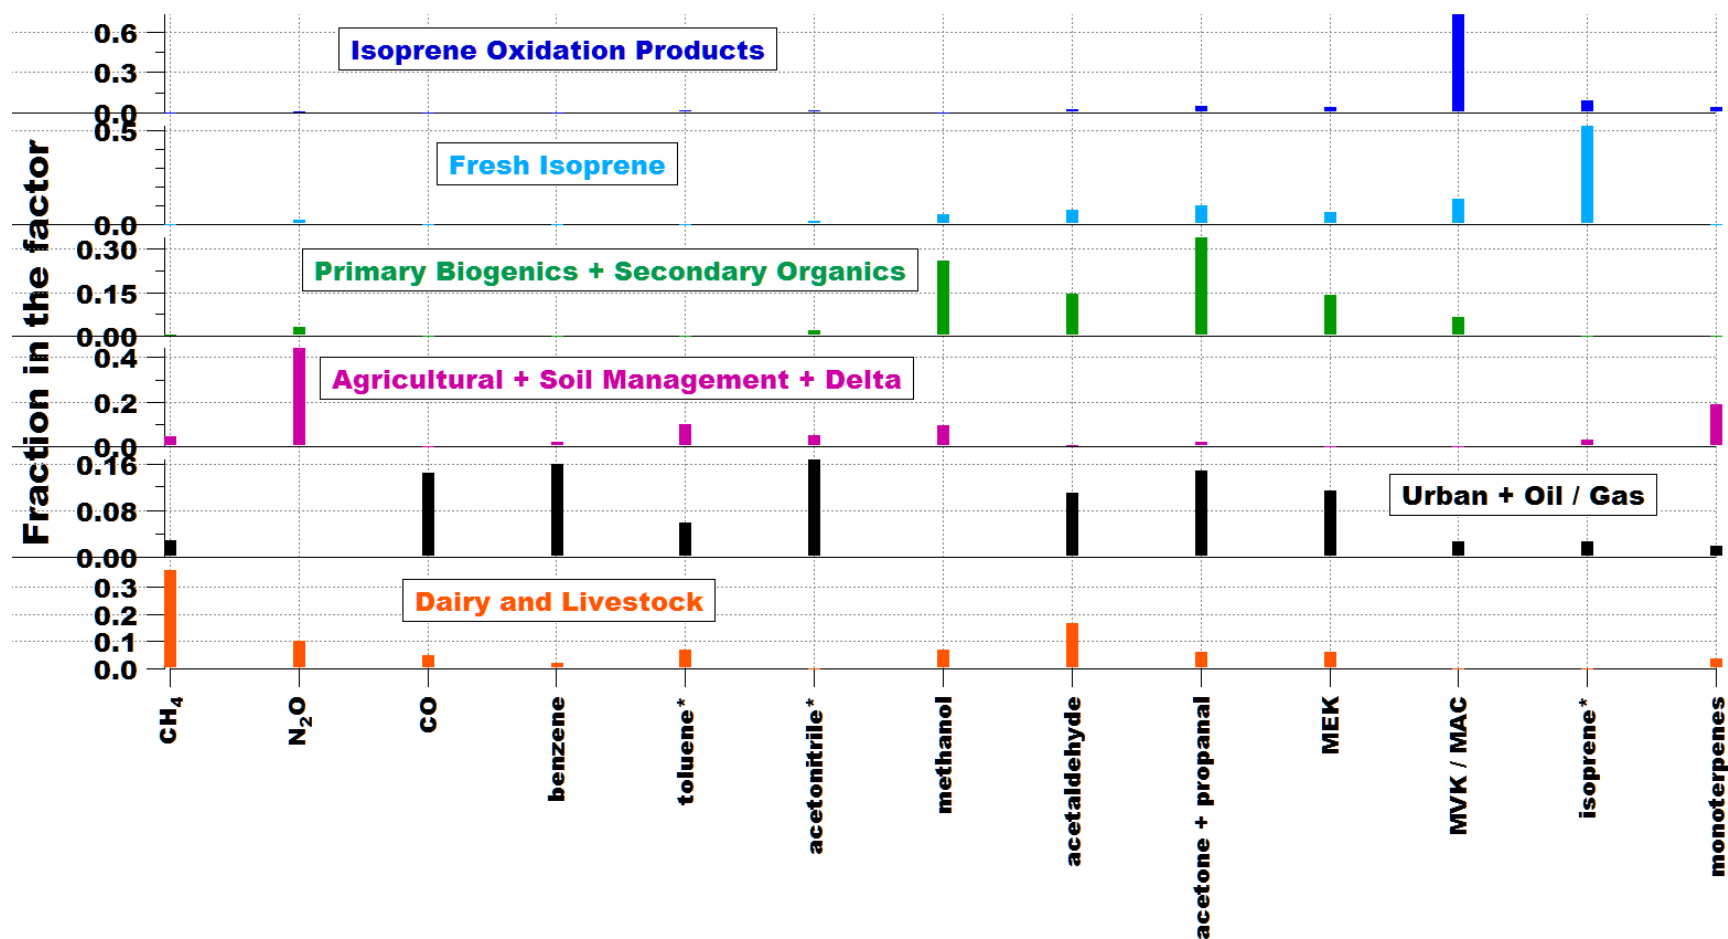 Fraction in the factor
0.6
0.3
0.0
Isoprene Oxidation Products
0.5
0.0
Fresh Isoprene
0.30
0.15
0.00
Primary Biogenics + Secondary Organics
0.4
0.2
0.0
Agricultural + Soil Management + Delta
0.16
0.08
0.00
Urban + Oil / Gas
0.3
0.2
0.1
0.0
Dairy and Livestock
CH₄
N₂O
CO
benzene
toluene*
acetonitrile*
methanol
acetaldehyde
acetone + propanal
MEK
MVK / MAC
isoprene*
monoterpenes